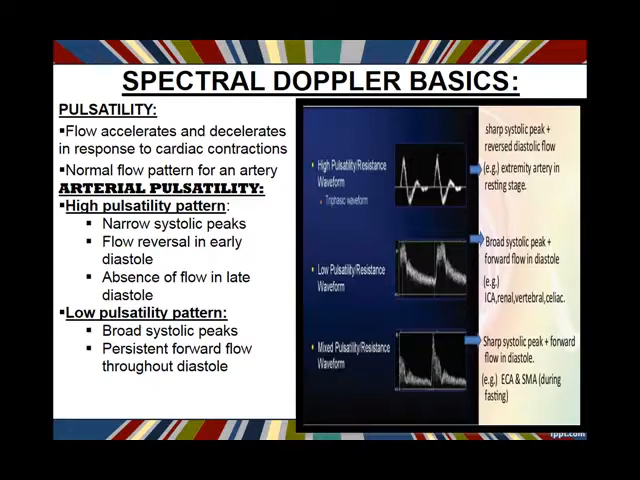 SPECTRAL DOPPLER BASICS:
PULSATILITY:
▪Flow accelerates and decelerates
in response to cardiac contractions
▪Normal flow pattern for an artery
ARTERIAL PULSATILITY:
▪High pulsatility pattern:
▪ Narrow systolic peaks
▪ Flow reversal in early
diastole
▪ Absence of flow in late
diastole
▪Low pulsatility pattern:
▪ Broad systolic peaks
▪ Persistent forward flow
throughout diastole
• High Pulsatility/Resistance
Waveform
• Triphasic waveform
• Low Pulsatility/Resistance
Waveform
• Mixed Pulsatility/Resistance
Waveform
sharp systolic peak +
reversed diastolic flow
(e.g.) extremity artery in
resting stage.
Broad systolic peak +
forward flow in diastole
(e.g.)
ICA,renal,vertebral,celiac.
Sharp systolic peak + forward
flow in diastole.
(e.g.) ECA & SMA (during
fasting)
fppt.com